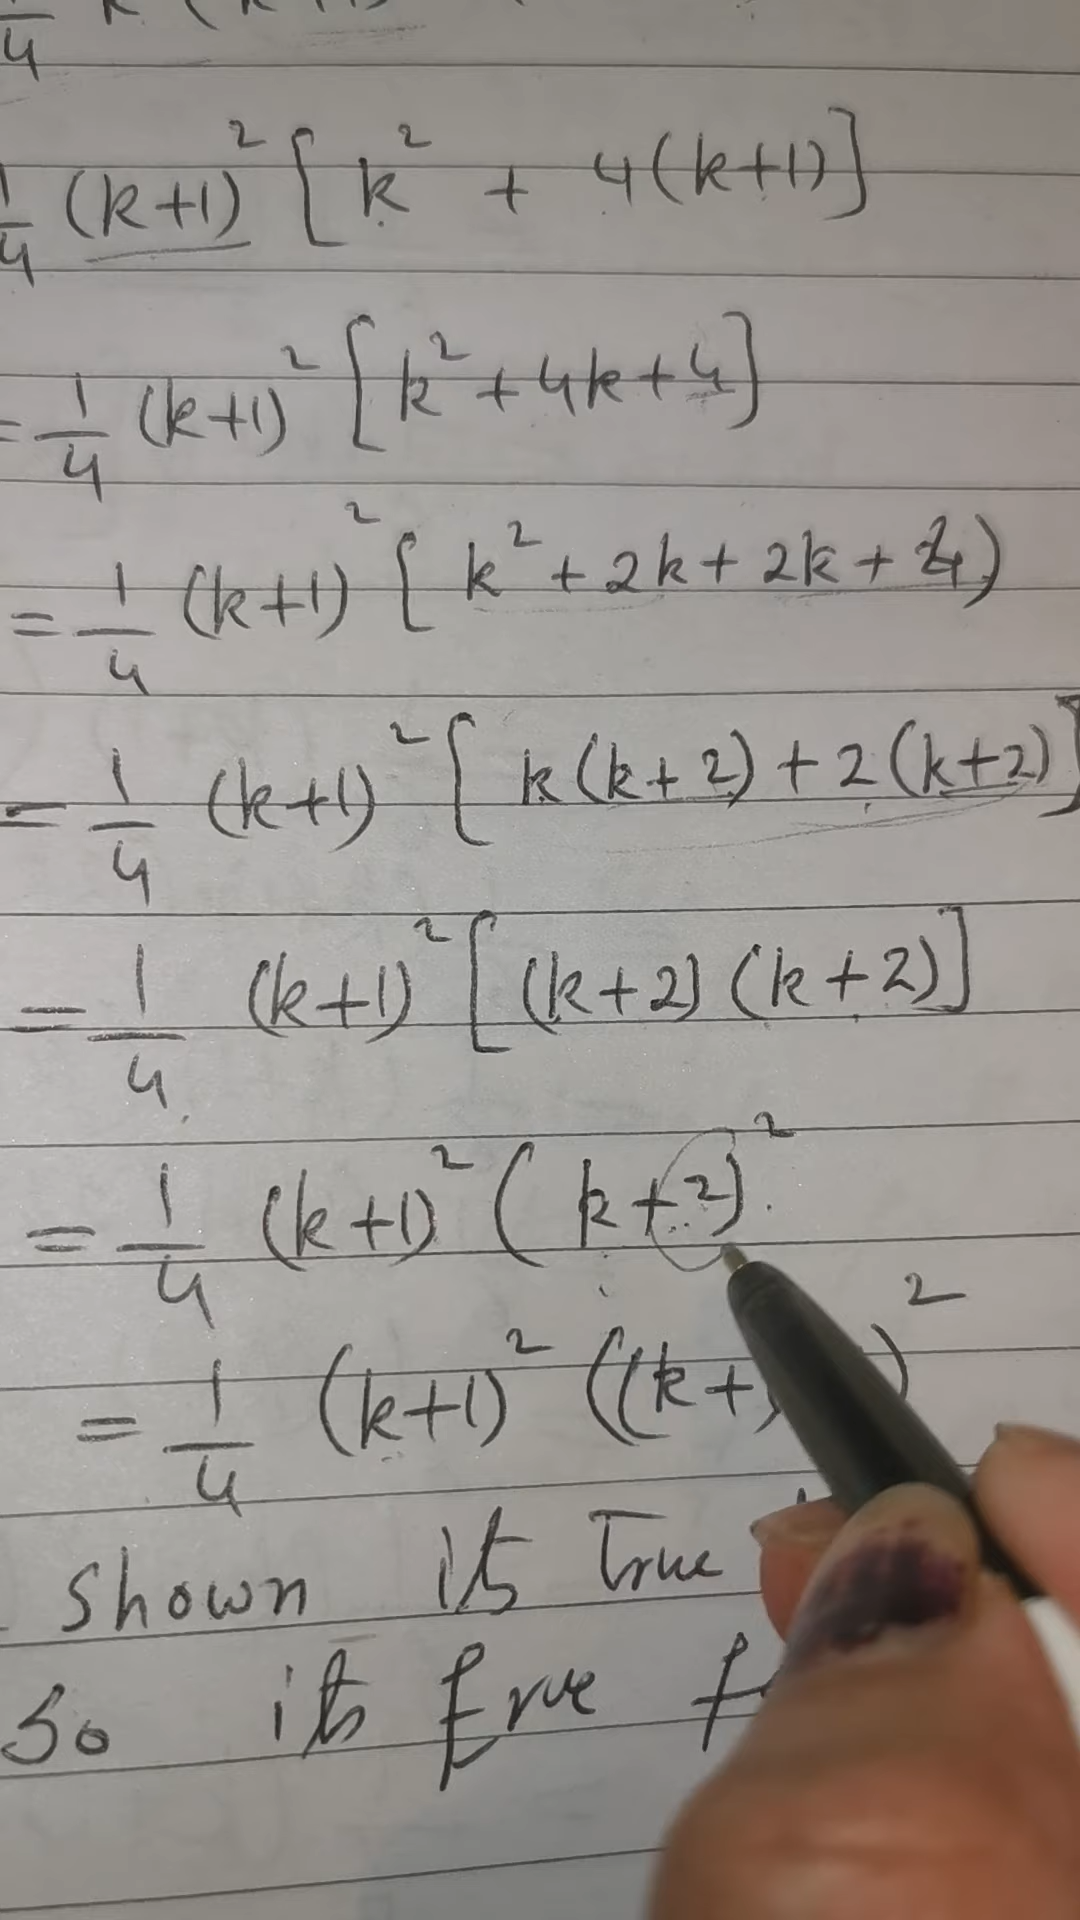 1/4 (k+1)² [k² + 4(k+1)]
= 1/4 (k+1)² [k² + 4k + 4]
= 1/4 (k+1)² [k² + 2k + 2k + 4)
= 1/4 (k+1)² [k(k+2) + 2(k+2)]
= 1/4 (k+1)² [(k+2)(k+2)]
= 1/4 (k+1)² (k+2)²
= 1/4 (k+1)² ((k+ )²
shown its True
So its true